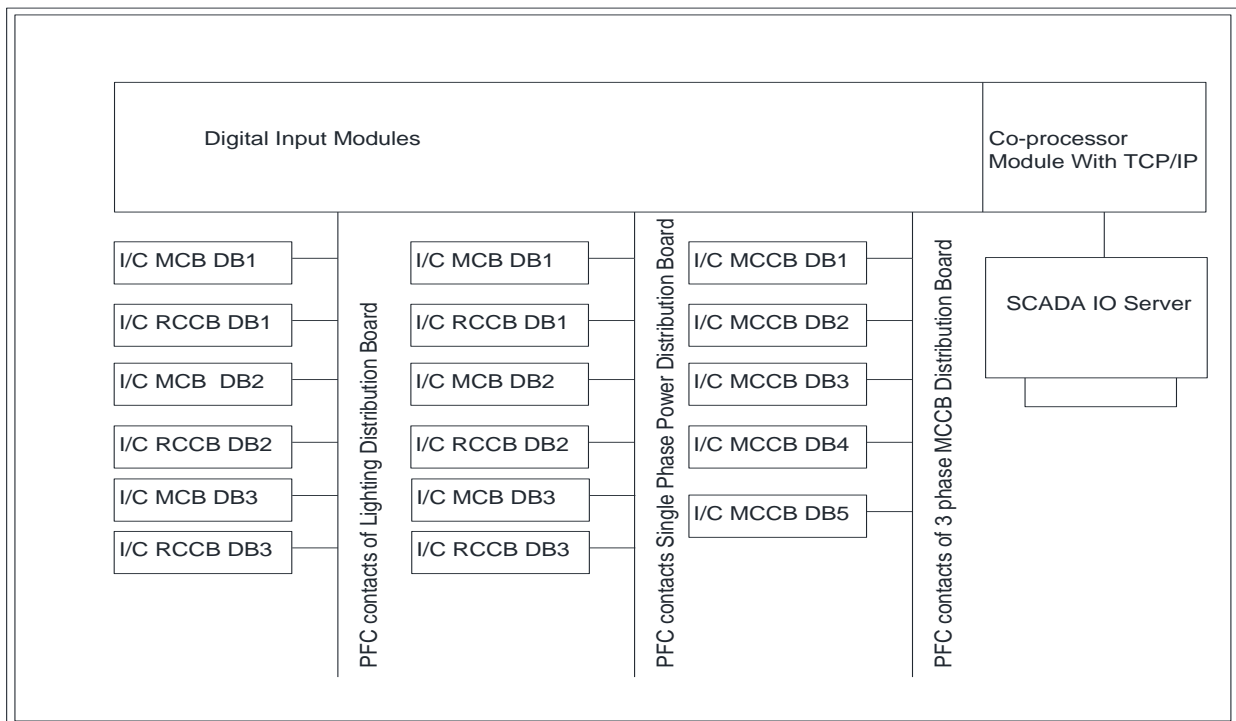 Digital Input Modules
Co-processor
Module With TCP/IP
I/C MCB DB1
I/C RCCB DB1
I/C MCB  DB2
I/C RCCB DB2
I/C MCB DB3
I/C RCCB DB3
PFC contacts of Lighting Distribution Board
I/C MCB DB1
I/C RCCB DB1
I/C MCB DB2
I/C RCCB DB2
I/C MCB DB3
I/C RCCB DB3
PFC contacts Single Phase Power Distribution Board
I/C MCCB DB1
I/C MCCB DB2
I/C MCCB DB3
I/C MCCB DB4
I/C MCCB DB5
PFC contacts of 3 phase MCCB Distribution Board
SCADA IO Server